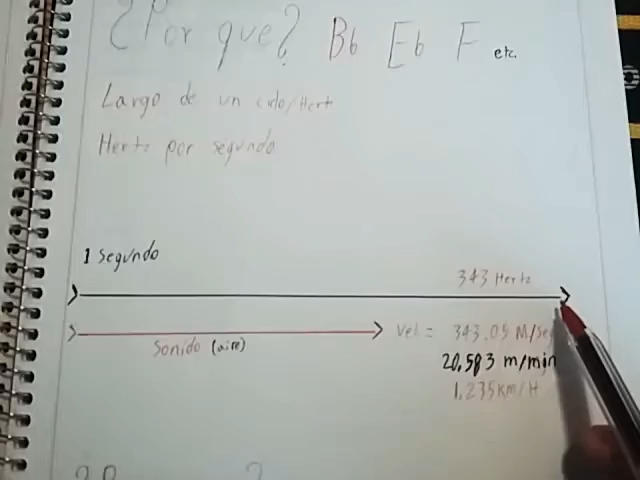 ¿Por que? Bb Eb F etc.
Largo de un ciclo/Hertz
Hertz por segundo
1 Segundo
343 Hertz
Sonido (aire)
Vel = 343.05 M/se
20,583 m/min
1,235 Km/H